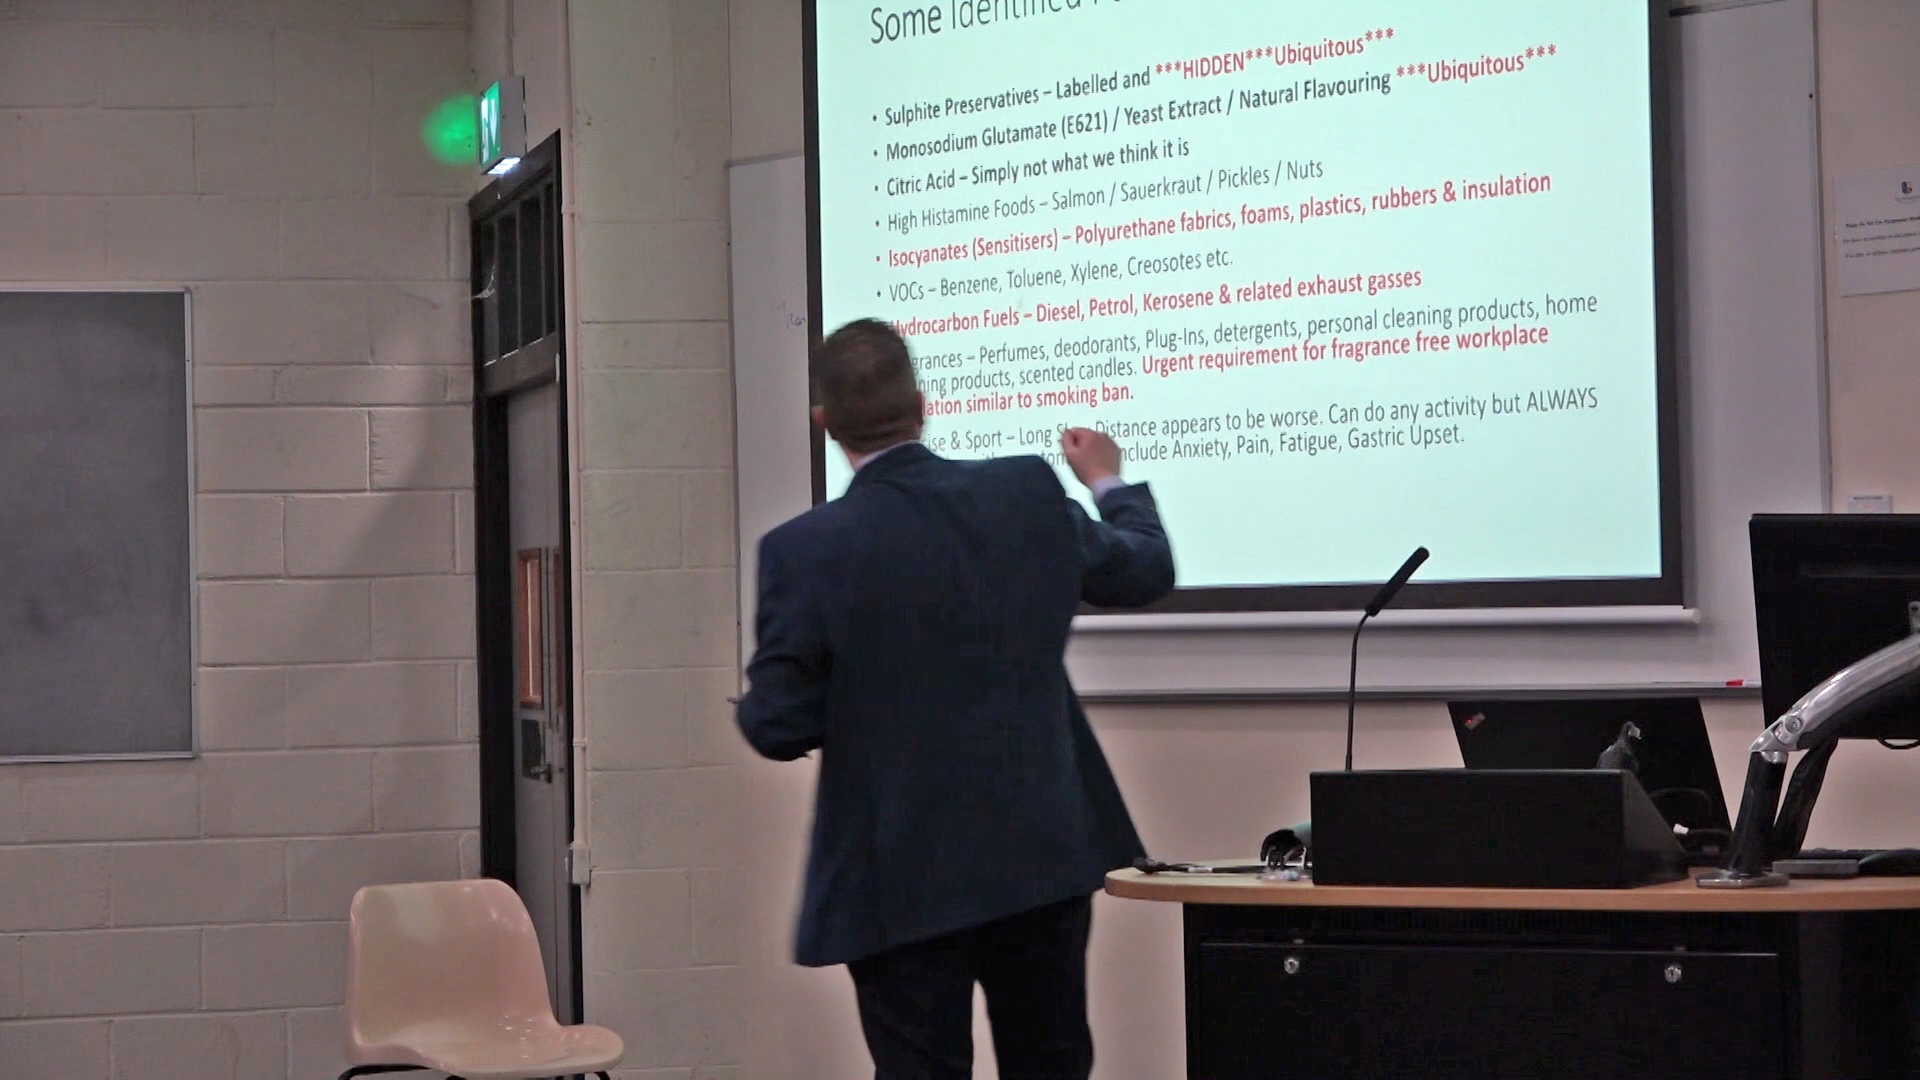 Some Identified
• Sulphite Preservatives – Labelled and ***HIDDEN***Ubiquitous***
• Monosodium Glutamate (E621) / Yeast Extract / Natural Flavouring ***Ubiquitous***
• Citric Acid – Simply not what we think it is
• High Histamine Foods – Salmon / Sauerkraut / Pickles / Nuts
• Isocyanates (Sensitisers) – Polyurethane fabrics, foams, plastics, rubbers & insulation
• VOCs – Benzene, Toluene, Xylene, Creosotes etc.
ydrocarbon Fuels – Diesel, Petrol, Kerosene & related exhaust gasses
grances – Perfumes, deodorants, Plug-Ins, detergents, personal cleaning products, home
ning products, scented candles. Urgent requirement for fragrance free workplace
lation similar to smoking ban.
ise & Sport – Long Distance appears to be worse. Can do any activity but ALWAYS
nclude Anxiety, Pain, Fatigue, Gastric Upset.